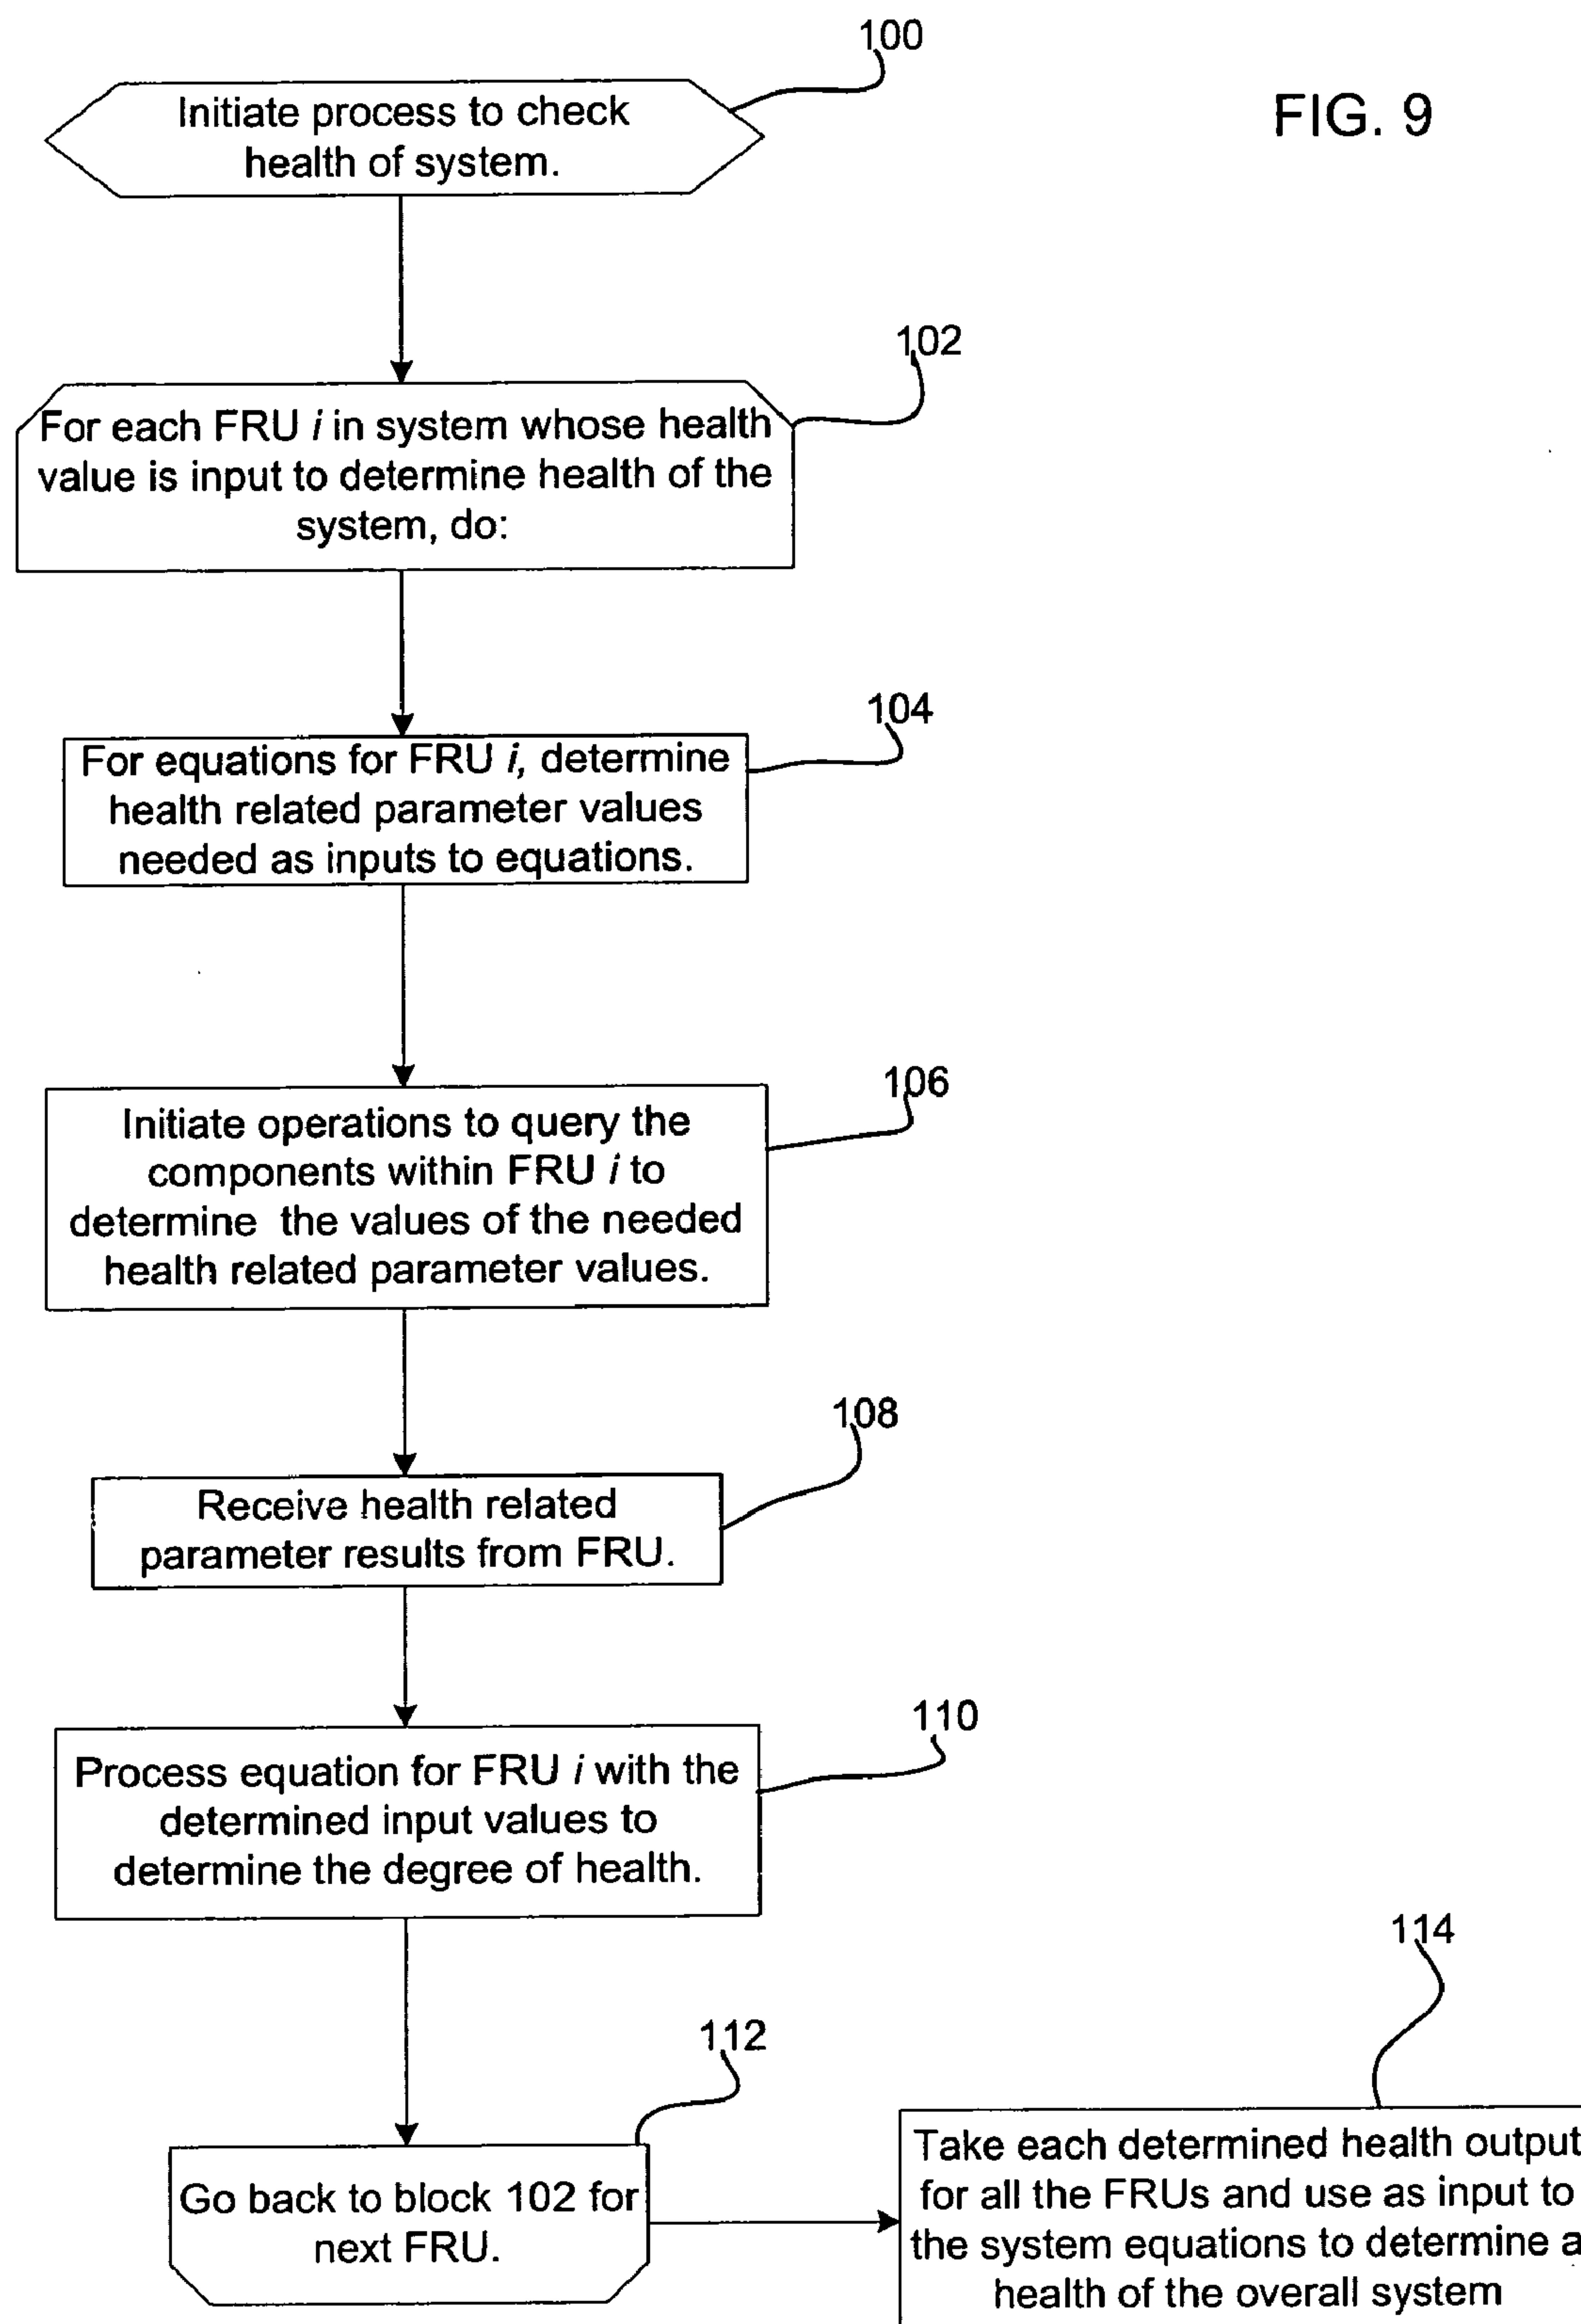 100
FIG. 9
Initiate process to check
health of system.
102
For each FRU i in system whose health
value is input to determine health of the
system, do:
104
For equations for FRU i, determine
health related parameter values
needed as inputs to equations.
106
Initiate operations to query the
components within FRU i to
determine the values of the needed
health related parameter values.
108
Receive health related
parameter results from FRU.
110
Process equation for FRU i with the
determined input values to
determine the degree of health.
112
Go back to block 102 for
next FRU.
114
Take each determined health output
for all the FRUs and use as input to
the system equations to determine a
health of the overall system